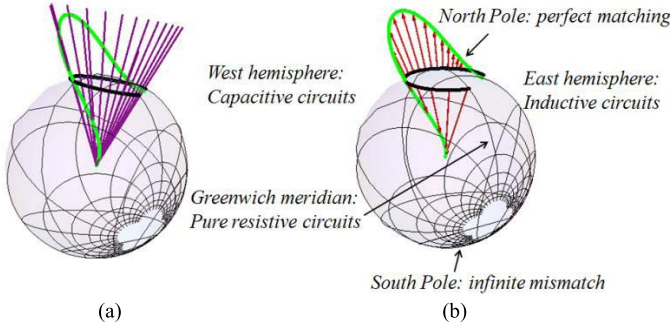 North Pole: perfect matching
West hemisphere:
Capacitive circuits
East hemisphere:
Inductive circuits
Greenwich meridian:
Pure resistive circuits
South Pole: infinite mismatch
(a)
(b)